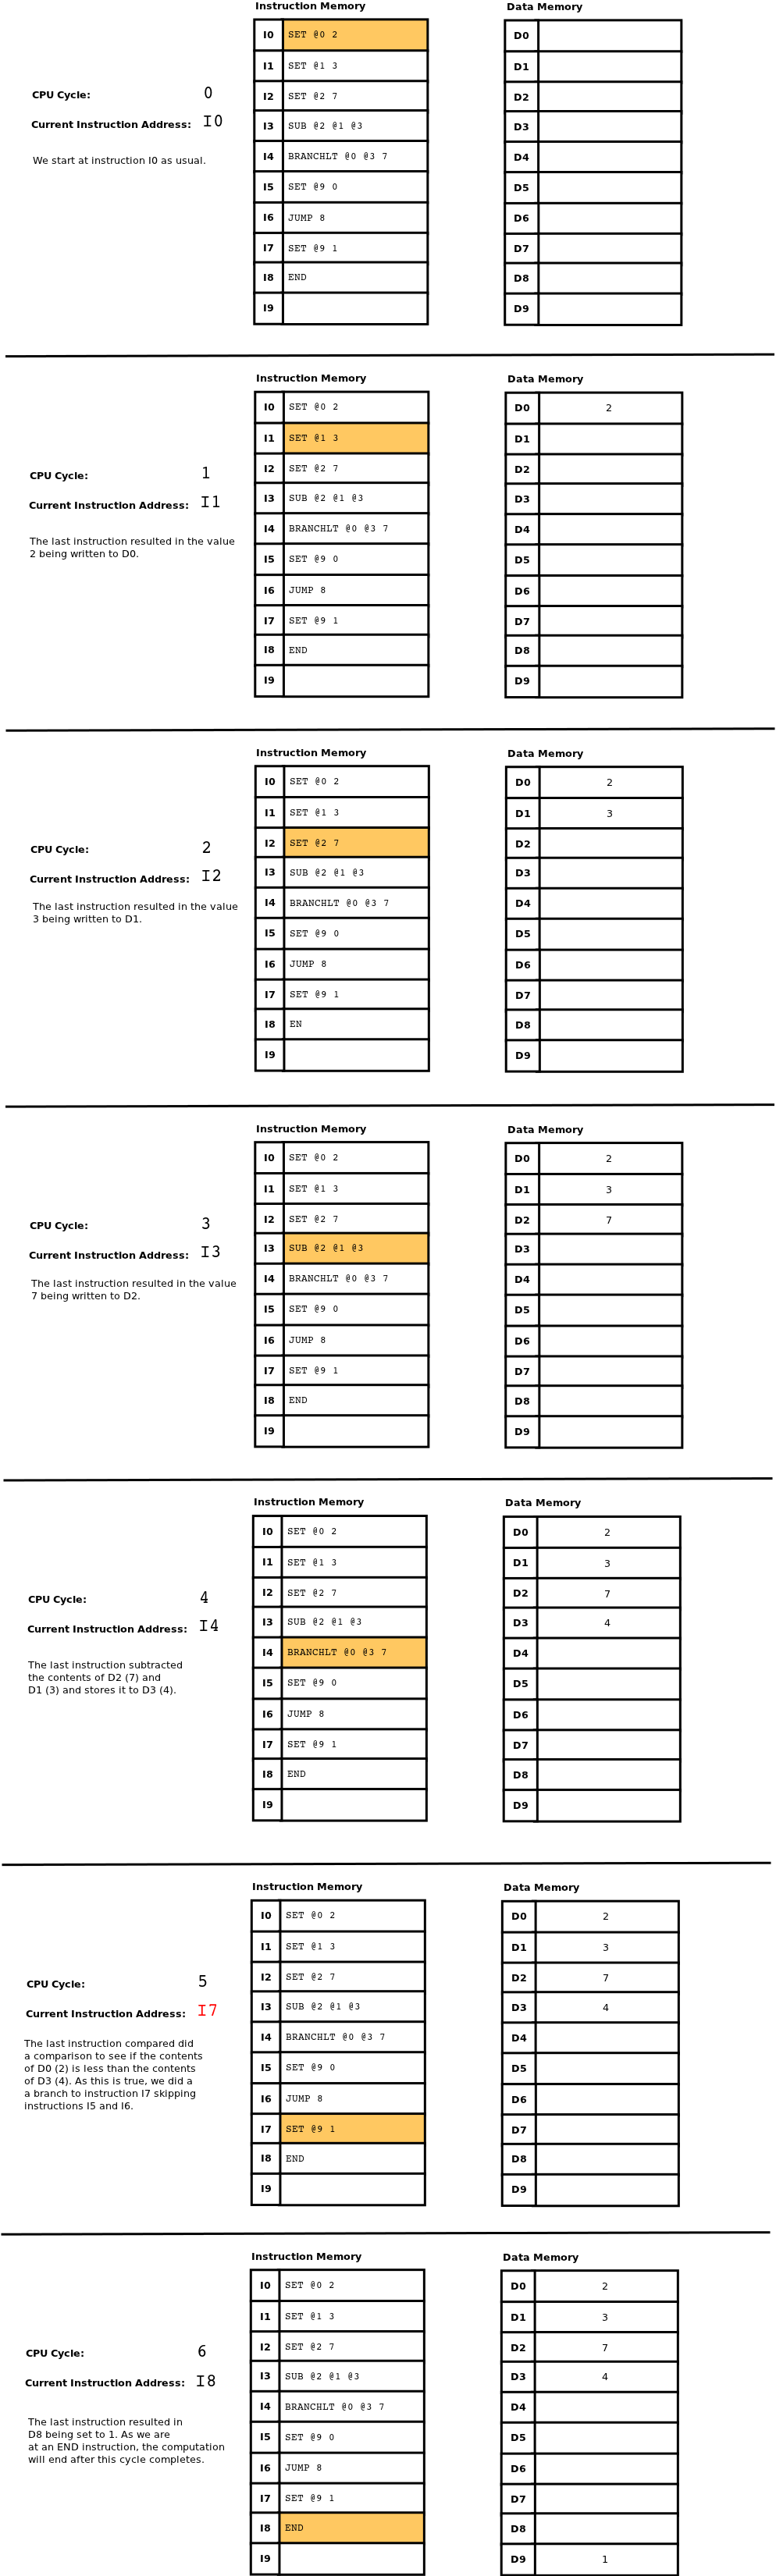 Instruction Memory Data Memory
I0 SET @0 2 D0
I1 SET @1 3 D1
CPU Cycle: 0
I2 SET @2 7 D2
Current Instruction Address: I0
I3 SUB @2 @1 @3 D3
We start at instruction I0 as usual.
I4 BRANCHLT @0 @3 7 D4
I5 SET @9 0 D5
I6 JUMP 8 D6
I7 SET @9 1 D7
I8 END D8
I9 D9
Instruction Memory Data Memory
I0 SET @0 2 D0 2
I1 SET @1 3 D1
CPU Cycle: 1
I2 SET @2 7 D2
Current Instruction Address: I1
I3 SUB @2 @1 @3 D3
I4 BRANCHLT @0 @3 7 D4
The last instruction resulted in the value
2 being written to D0.
I5 SET @9 0 D5
I6 JUMP 8 D6
I7 SET @9 1 D7
I8 END D8
I9 D9
Instruction Memory Data Memory
I0 SET @0 2 D0 2
I1 SET @1 3 D1 3
CPU Cycle: 2
I2 SET @2 7 D2
Current Instruction Address: I2
I3 SUB @2 @1 @3 D3
I4 BRANCHLT @0 @3 7 D4
The last instruction resulted in the value
3 being written to D1.
I5 SET @9 0 D5
I6 JUMP 8 D6
I7 SET @9 1 D7
I8 EN D8
I9 D9
Instruction Memory Data Memory
I0 SET @0 2 D0 2
I1 SET @1 3 D1 3
CPU Cycle: 3
I2 SET @2 7 D2 7
Current Instruction Address: I3
I3 SUB @2 @1 @3 D3
I4 BRANCHLT @0 @3 7 D4
The last instruction resulted in the value
7 being written to D2.
I5 SET @9 0 D5
I6 JUMP 8 D6
I7 SET @9 1 D7
I8 END D8
I9 D9
Instruction Memory Data Memory
I0 SET @0 2 D0 2
I1 SET @1 3 D1 3
CPU Cycle: 4
I2 SET @2 7 D2 7
Current Instruction Address: I4
I3 SUB @2 @1 @3 D3 4
I4 BRANCHLT @0 @3 7 D4
The last instruction subtracted
the contents of D2 (7) and
D1 (3) and stores it to D3 (4).
I5 SET @9 0 D5
I6 JUMP 8 D6
I7 SET @9 1 D7
I8 END D8
I9 D9
Instruction Memory Data Memory
I0 SET @0 2 D0 2
I1 SET @1 3 D1 3
CPU Cycle: 5
I2 SET @2 7 D2 7
Current Instruction Address: I7
I3 SUB @2 @1 @3 D3 4
I4 BRANCHLT @0 @3 7 D4
The last instruction compared did
a comparison to see if the contents
of D0 (2) is less than the contents
of D3 (4). As this is true, we did a
a branch to instruction I7 skipping
instructions I5 and I6.
I5 SET @9 0 D5
I6 JUMP 8 D6
I7 SET @9 1 D7
I8 END D8
I9 D9
Instruction Memory Data Memory
I0 SET @0 2 D0 2
I1 SET @1 3 D1 3
CPU Cycle: 6
I2 SET @2 7 D2 7
Current Instruction Address: I8
I3 SUB @2 @1 @3 D3 4
I4 BRANCHLT @0 @3 7 D4
The last instruction resulted in
D8 being set to 1. As we are
at an END instruction, the computation
will end after this cycle completes.
I5 SET @9 0 D5
I6 JUMP 8 D6
I7 SET @9 1 D7
I8 END D8
I9 D9 1